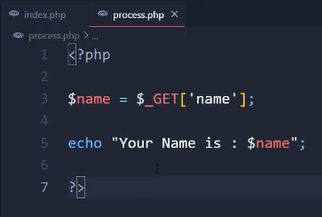 index.php process.php ×
process.php > ...
1 <?php
2
3 $name = $_GET['name'];
4
5 echo "Your Name is : $name";
6
7 ?>